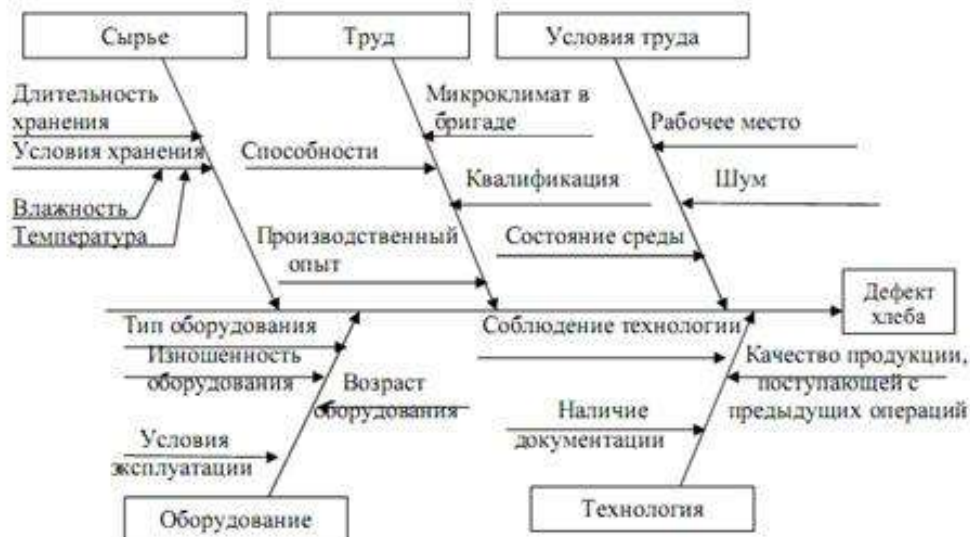 Сырье
Труд
Условия труда
Длительность
хранения
Условия хранения
Влажность
Температура
Микроклимат в
бригаде
Способности
Квалификация
Производственный
опыт
Рабочее место
Шум
Состояние среды
Дефект
хлеба
Тип оборудования
Изношенность
оборудования
Возраст
оборудования
Условия
эксплуатации
Оборудование
Соблюдение технологии
Качество продукции,
поступающей с
предыдущих операций
Наличие
документации
Технология